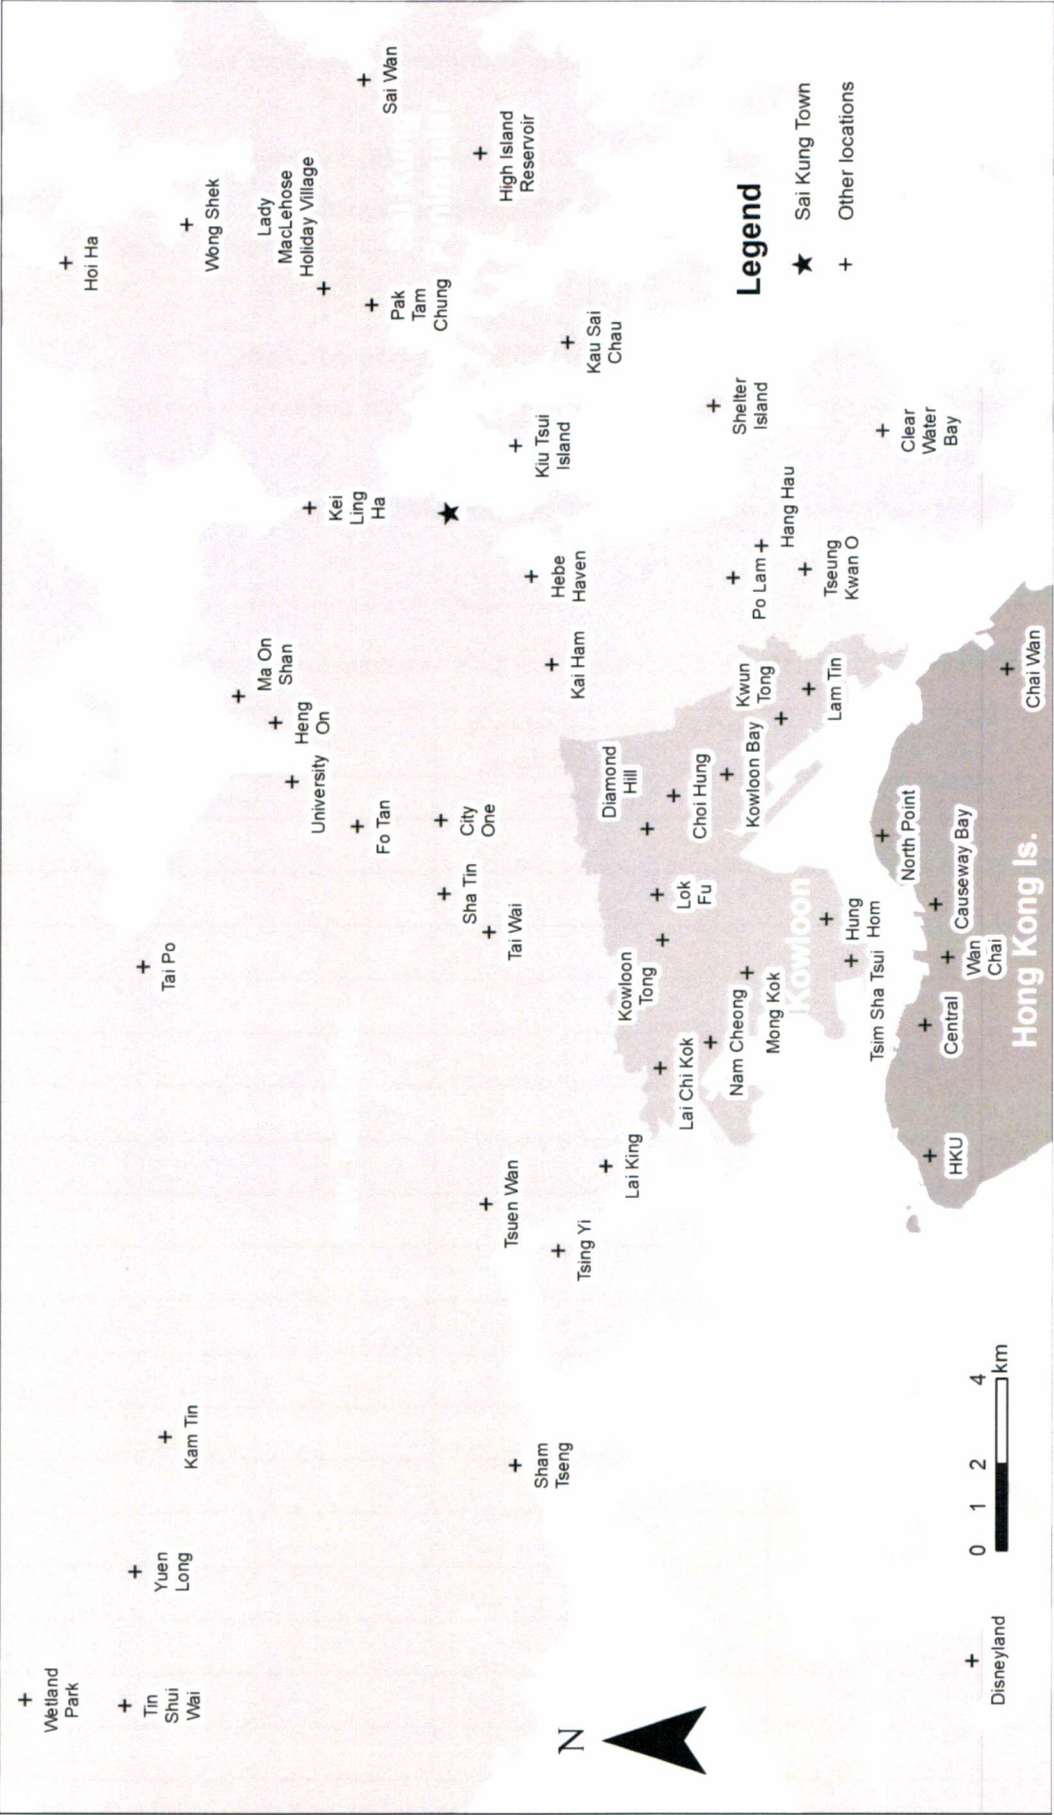 Wetland
Park
Tin
Shui
Wai
Yuen
Long
Kam Tin
Tai Po
Hoi Ha
Wong Shek
Lady
MacLehose
Holiday Village
Pak
Tam
Chung
Sai Wan
High Island
Reservoir
Ma On
Shan
Heng
On
University
Fo Tan
City
One
Sha Tin
Tai Wai
Kei
Ling
Ha
Kiu Tsui
Island
Kau Sai
Chau
Hebe
Haven
Kai Ham
Shelter
Island
Clear
Water
Bay
Hang Hau
Po Lam
Tseung
Kwan O
Sham
Tseng
Tsuen Wan
Tsing Yi
Lai King
Lai Chi Kok
Nam Cheong
Mong Kok
Kowloon
Tong
Lok
Fu
Diamond
Hill
Choi Hung
Kowloon Bay
Kwun
Tong
Lam Tin
Kowloon
Hung
Hom
Tsim Sha Tsui
HKU
Central
Wan
Chai
Causeway Bay
North Point
Chai Wan
Hong Kong Is.
Disneyland
N
0 1 2 4
km
Legend
Sai Kung Town
Other locations